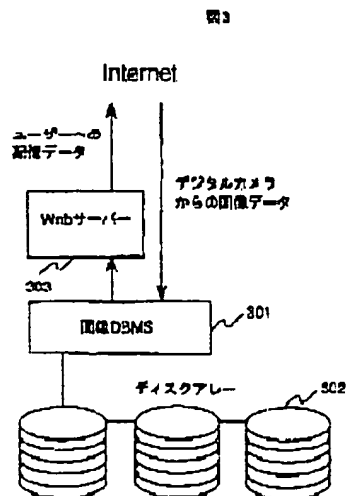 図3
Internet
ユーザーへの
配信データ
デジタルカメラ
からの画像データ
Webサーバー
303
画像DBMS
301
ディスクアレー
302